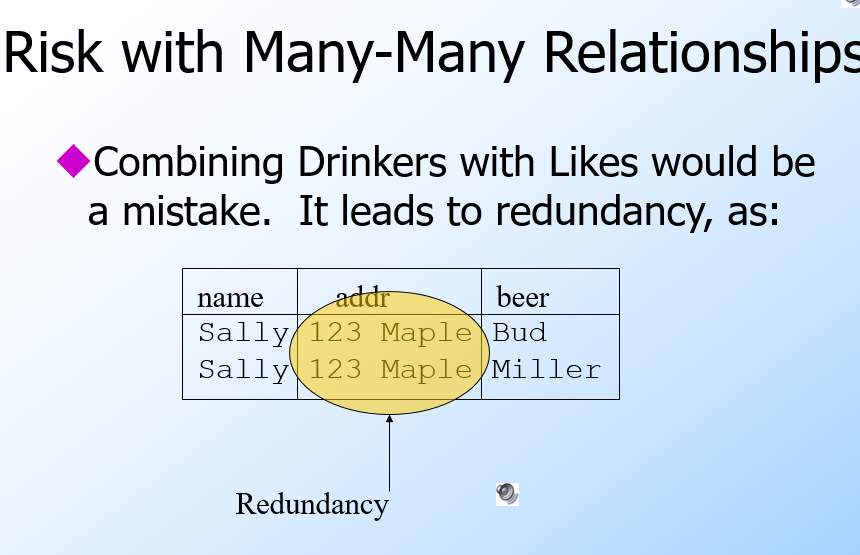 Risk with Many-Many Relationships
Combining Drinkers with Likes would be
a mistake. It leads to redundancy, as:
name addr beer
Sally 123 Maple Bud
Sally 123 Maple Miller
Redundancy